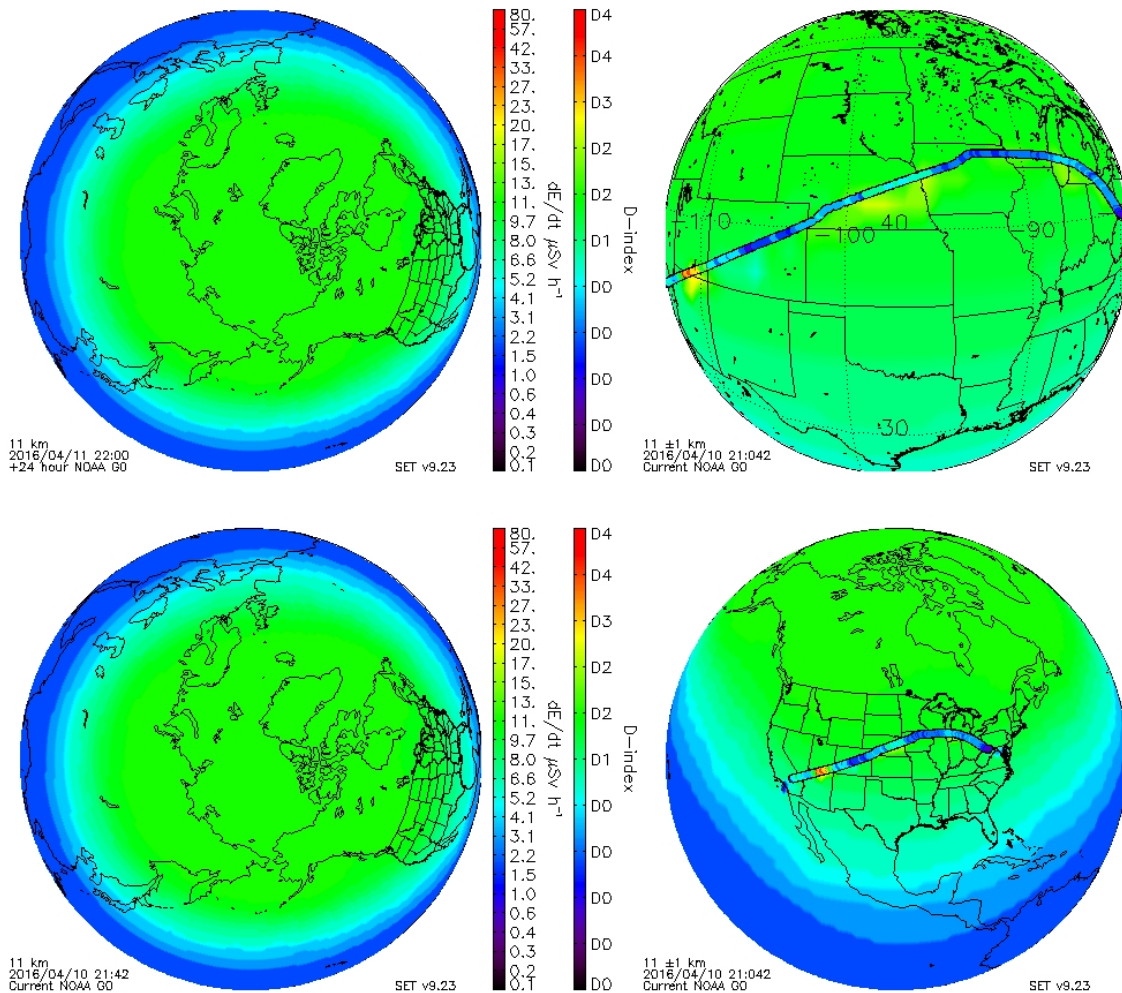 80.
57.
42.
33.
27.
23.
20.
17.
15.
13.
11.
9.7
8.0
6.6
5.2
4.1
3.1
2.2
1.5
1.0
0.6
0.4
0.3
0.2
0.1
dE/dt μSv h⁻¹
D4
D4
D3
D2
D2
D1
D0
D0
D0
D0
D0
D-index
11 km
2016/04/11 22:00
+24 hour NOAA G0
SET v9.23
-110
-100
40
-90
30
11 ±1 km
2016/04/10 21:042
Current NOAA G0
SET v9.23
80.
57.
42.
33.
27.
23.
20.
17.
15.
13.
11.
9.7
8.0
6.6
5.2
4.1
3.1
2.2
1.5
1.0
0.6
0.4
0.3
0.2
0.1
dE/dt μSv h⁻¹
D4
D4
D3
D2
D2
D1
D0
D0
D0
D0
D0
D-index
11 km
2016/04/10 21:42
Current NOAA G0
SET v9.23
11 ±1 km
2016/04/10 21:042
Current NOAA G0
SET v9.23